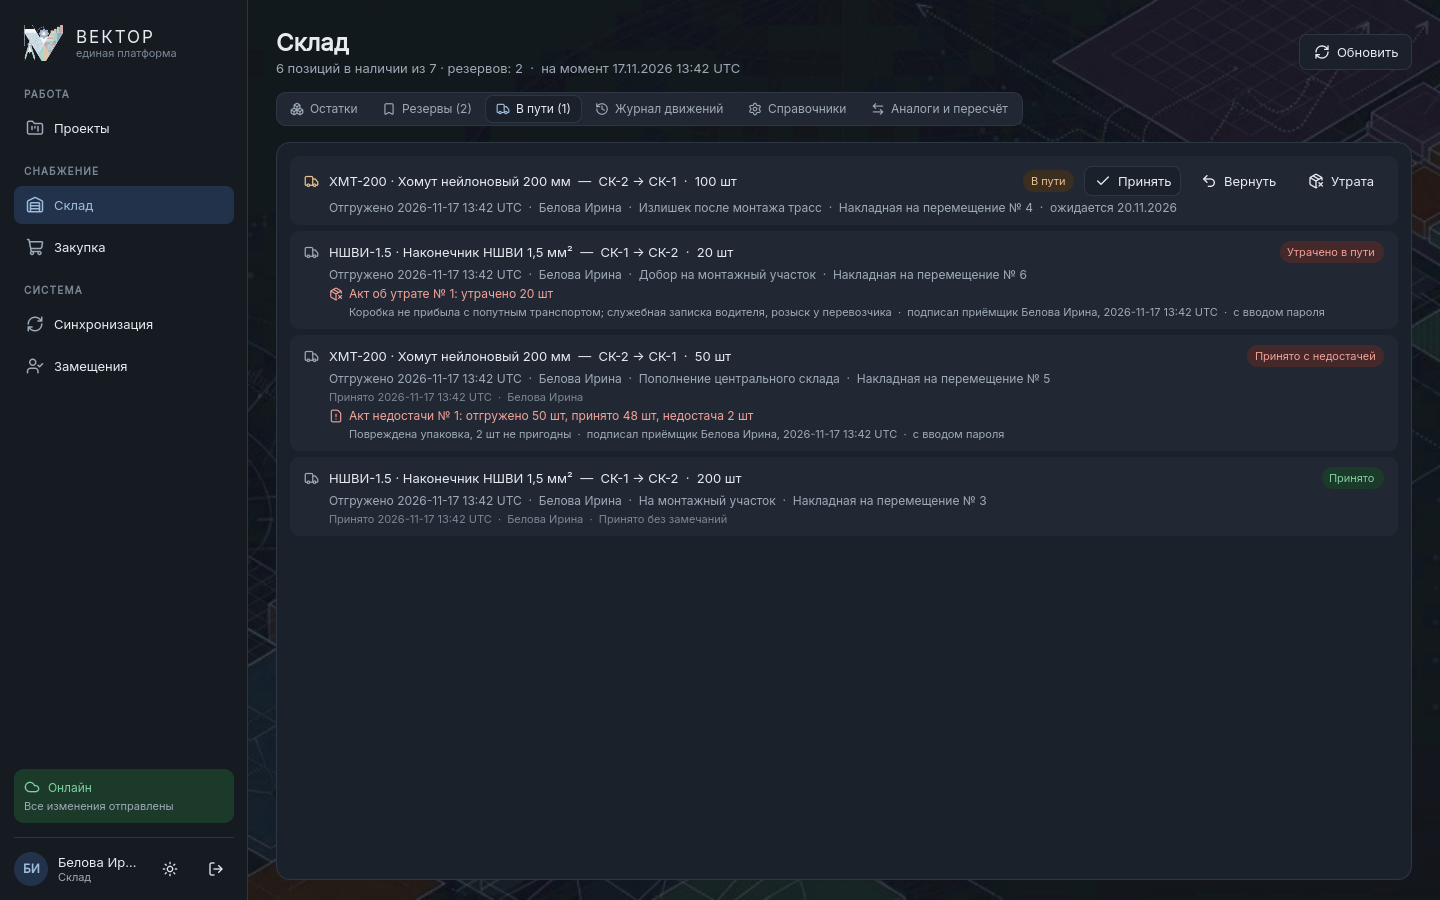 ВЕКТОР
единая платформа
РАБОТА
Проекты
СНАБЖЕНИЕ
Склад
Закупка
СИСТЕМА
Синхронизация
Замещения
Онлайн
Все изменения отправлены
БИ
Белова Ир...
Склад
Склад
6 позиций в наличии из 7 · резервов: 2 · на момент 17.11.2026 13:42 UTC
Обновить
Остатки
Резервы (2)
В пути (1)
Журнал движений
Справочники
Аналоги и пересчёт
ХМТ-200 · Хомут нейлоновый 200 мм — СК-2 → СК-1 · 100 шт
В пути
Принять
Вернуть
Утрата
Отгружено 2026-11-17 13:42 UTC · Белова Ирина · Излишек после монтажа трасс · Накладная на перемещение № 4 · ожидается 20.11.2026
НШВИ-1.5 · Наконечник НШВИ 1,5 мм² — СК-1 → СК-2 · 20 шт
Утрачено в пути
Отгружено 2026-11-17 13:42 UTC · Белова Ирина · Добор на монтажный участок · Накладная на перемещение № 6
Акт об утрате № 1: утрачено 20 шт
Коробка не прибыла с попутным транспортом; служебная записка водителя, розыск у перевозчика · подписал приёмщик Белова Ирина, 2026-11-17 13:42 UTC · с вводом пароля
ХМТ-200 · Хомут нейлоновый 200 мм — СК-2 → СК-1 · 50 шт
Принято с недостачей
Отгружено 2026-11-17 13:42 UTC · Белова Ирина · Пополнение центрального склада · Накладная на перемещение № 5
Принято 2026-11-17 13:42 UTC · Белова Ирина
Акт недостачи № 1: отгружено 50 шт, принято 48 шт, недостача 2 шт
Повреждена упаковка, 2 шт не пригодны · подписал приёмщик Белова Ирина, 2026-11-17 13:42 UTC · с вводом пароля
НШВИ-1.5 · Наконечник НШВИ 1,5 мм² — СК-1 → СК-2 · 200 шт
Принято
Отгружено 2026-11-17 13:42 UTC · Белова Ирина · На монтажный участок · Накладная на перемещение № 3
Принято 2026-11-17 13:42 UTC · Белова Ирина · Принято без замечаний